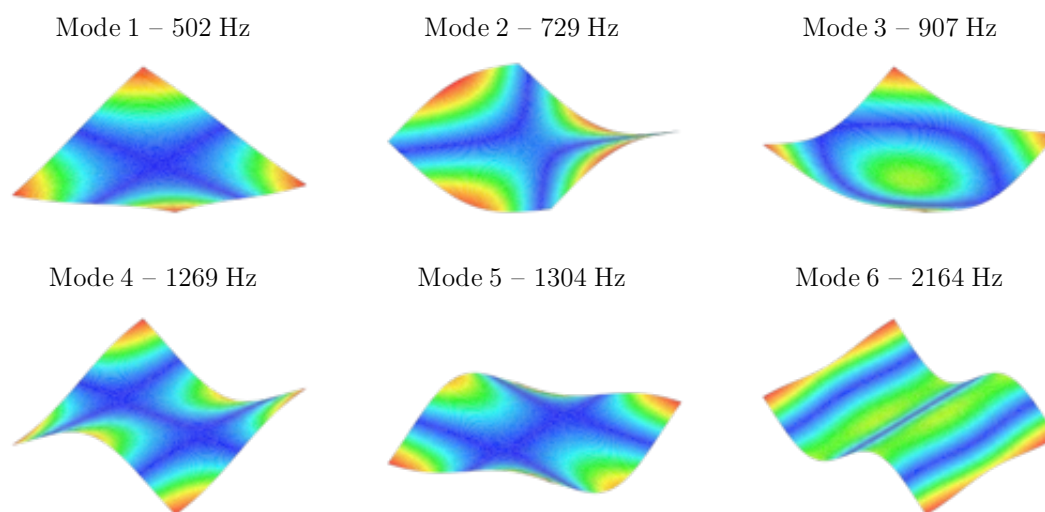 Mode 1 – 502 Hz
Mode 2 – 729 Hz
Mode 3 – 907 Hz
Mode 4 – 1269 Hz
Mode 5 – 1304 Hz
Mode 6 – 2164 Hz